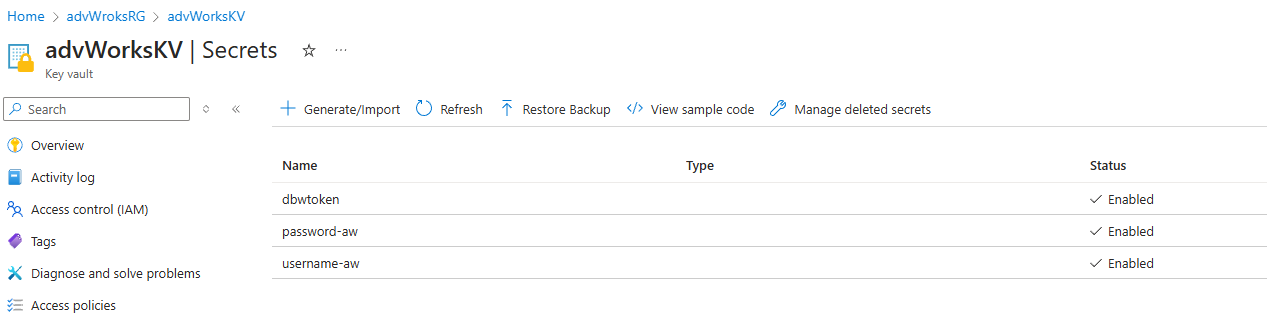 Home > advWroksRG > advWorksKV
advWorksKV | Secrets ☆ ···
Key vault
Search
Generate/Import Refresh Restore Backup View sample code Manage deleted secrets
Overview
Activity log
Access control (IAM)
Tags
Diagnose and solve problems
Access policies
Name Type Status
dbwtoken Enabled
password-aw Enabled
username-aw Enabled